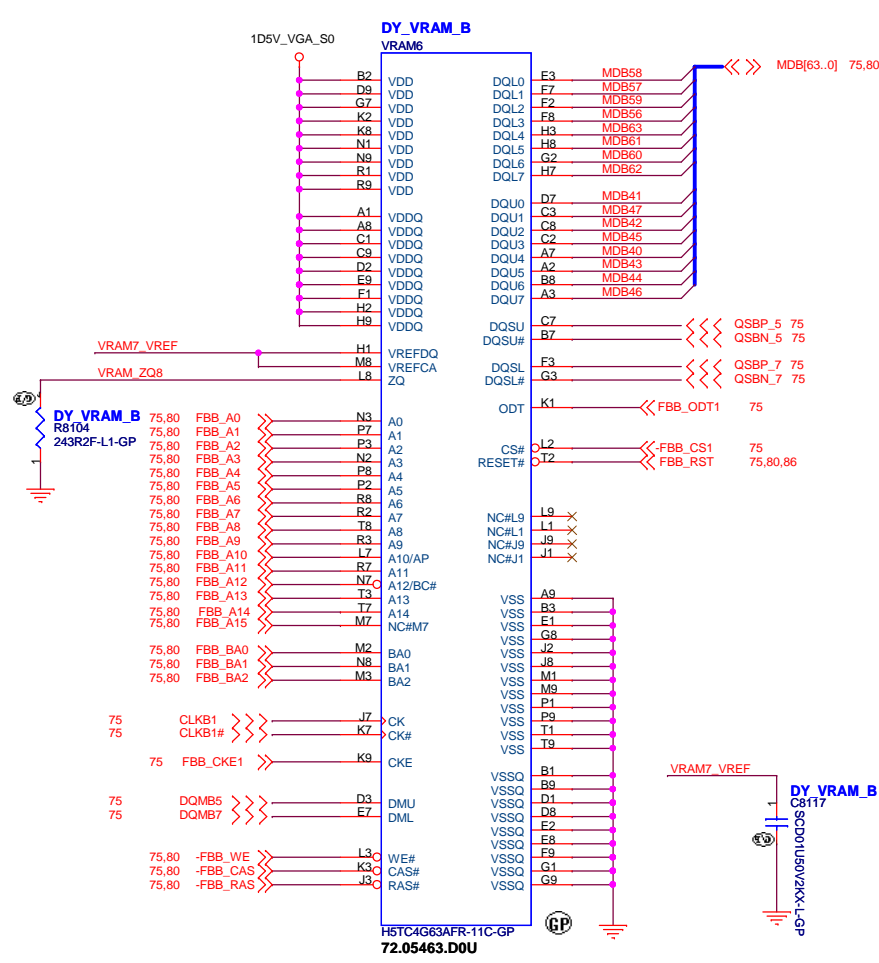 DY_VRAM_B
1D5V_VGA_S0
VRAM6
B2 VDD
D9 VDD
G7 VDD
K2 VDD
K8 VDD
N1 VDD
N9 VDD
R1 VDD
R9 VDD
A1 VDDQ
A8 VDDQ
C1 VDDQ
C9 VDDQ
D2 VDDQ
E9 VDDQ
F1 VDDQ
H2 VDDQ
H9 VDDQ
VRAM7_VREF H1 VREFDQ
M8 VREFCA
VRAM_ZQ8 L8 ZQ
DY_VRAM_B
R8104
243R2F-L1-GP
1
75,80 FBB_A0 N3 A0
75,80 FBB_A1 P7 A1
75,80 FBB_A2 P3 A2
75,80 FBB_A3 N2 A3
75,80 FBB_A4 P8 A4
75,80 FBB_A5 P2 A5
75,80 FBB_A6 R8 A6
75,80 FBB_A7 R2 A7
75,80 FBB_A8 T8 A8
75,80 FBB_A9 R3 A9
75,80 FBB_A10 L7 A10/AP
75,80 FBB_A11 R7 A11
75,80 FBB_A12 N7 A12/BC#
75,80 FBB_A13 T3 A13
75,80 FBB_A14 T7 A14
75,80 FBB_A15 M7 NC#M7
75,80 FBB_BA0 M2 BA0
75,80 FBB_BA1 N8 BA1
75,80 FBB_BA2 M3 BA2
75 CLKB1 J7 CK
75 CLKB1# K7 CK#
75 FBB_CKE1 K9 CKE
75 DQMB5 D3 DMU
75 DQMB7 E7 DML
75,80 -FBB_WE L3 WE#
75,80 -FBB_CAS K3 CAS#
75,80 -FBB_RAS J3 RAS#
DQL0 E3 MDB58
DQL1 F7 MDB57
DQL2 F2 MDB59
DQL3 F8 MDB56
DQL4 H3 MDB63
DQL5 H8 MDB61
DQL6 G2 MDB60
DQL7 H7 MDB62
MDB[63..0] 75,80
DQU0 D7 MDB41
DQU1 C3 MDB47
DQU2 C8 MDB42
DQU3 C2 MDB45
DQU4 A7 MDB40
DQU5 A2 MDB43
DQU6 B8 MDB44
DQU7 A3 MDB46
DQSU C7 QSBP_5 75
DQSU# B7 QSBN_5 75
DQSL F3 QSBP_7 75
DQSL# G3 QSBN_7 75
ODT K1 FBB_ODT1 75
CS# L2 -FBB_CS1 75
RESET# T2 FBB_RST 75,80,86
NC#L9 L9
NC#L1 L1
NC#J9 J9
NC#J1 J1
VSS A9
VSS B3
VSS E1
VSS G8
VSS J2
VSS J8
VSS M1
VSS M9
VSS P1
VSS P9
VSS T1
VSS T9
VSSQ B1
VSSQ B9
VSSQ D1
VSSQ D8
VSSQ E2
VSSQ E8
VSSQ F9
VSSQ G1
VSSQ G9
H5TC4G63AFR-11C-GP
72.05463.D0U
GP
VRAM7_VREF
DY_VRAM_B
C8117
1
SCD01U50V2KX-L-GP